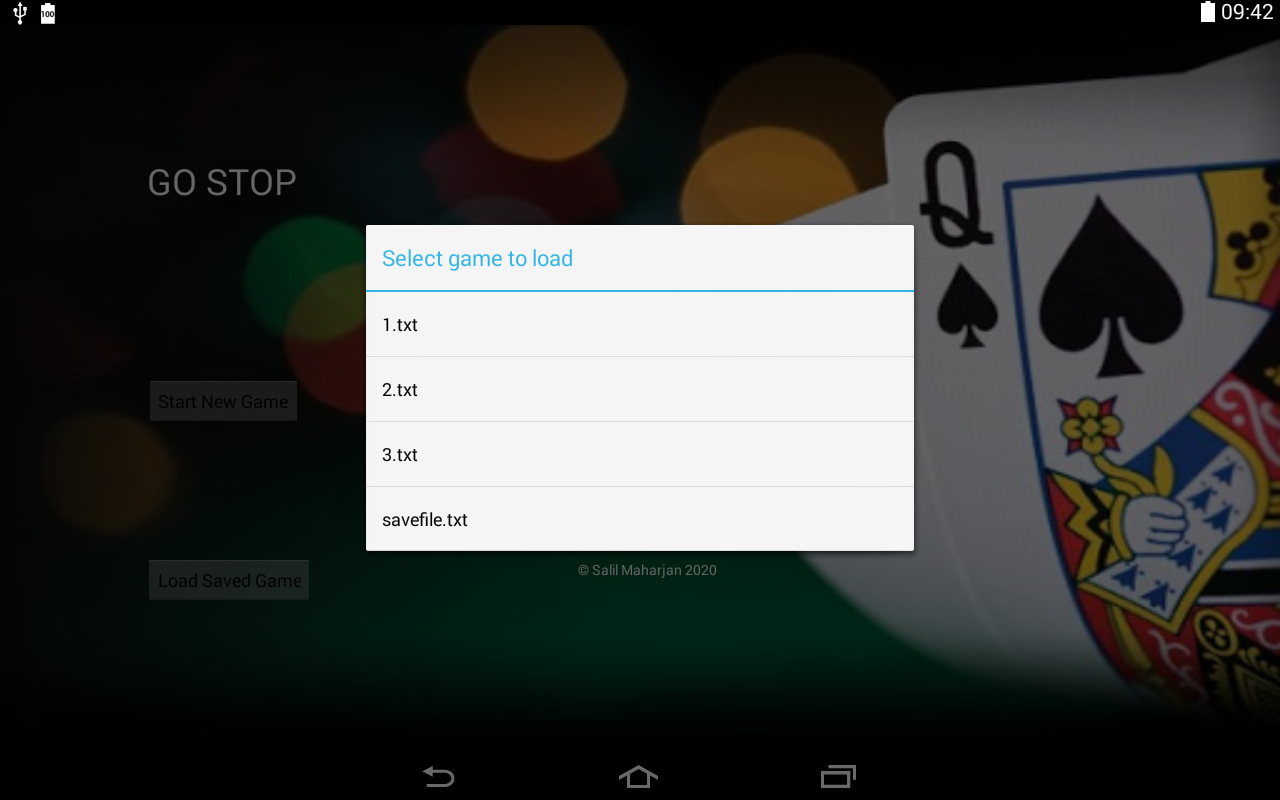 100
09:42
GO STOP
Q
Select game to load
1.txt
2.txt
3.txt
savefile.txt
Start New Game
Load Saved Game
© Salil Maharjan 2020